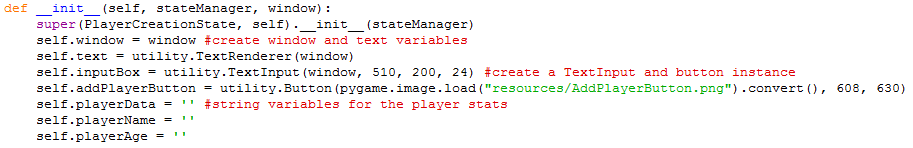 def __init__(self, stateManager, window):
    super(PlayerCreationState, self).__init__(stateManager)
    self.window = window #create window and text variables
    self.text = utility.TextRenderer(window)
    self.inputBox = utility.TextInput(window, 510, 200, 24) #create a TextInput and button instance
    self.addPlayerButton = utility.Button(pygame.image.load("resources/AddPlayerButton.png").convert(), 608, 630)
    self.playerData = '' #string variables for the player stats
    self.playerName = ''
    self.playerAge = ''